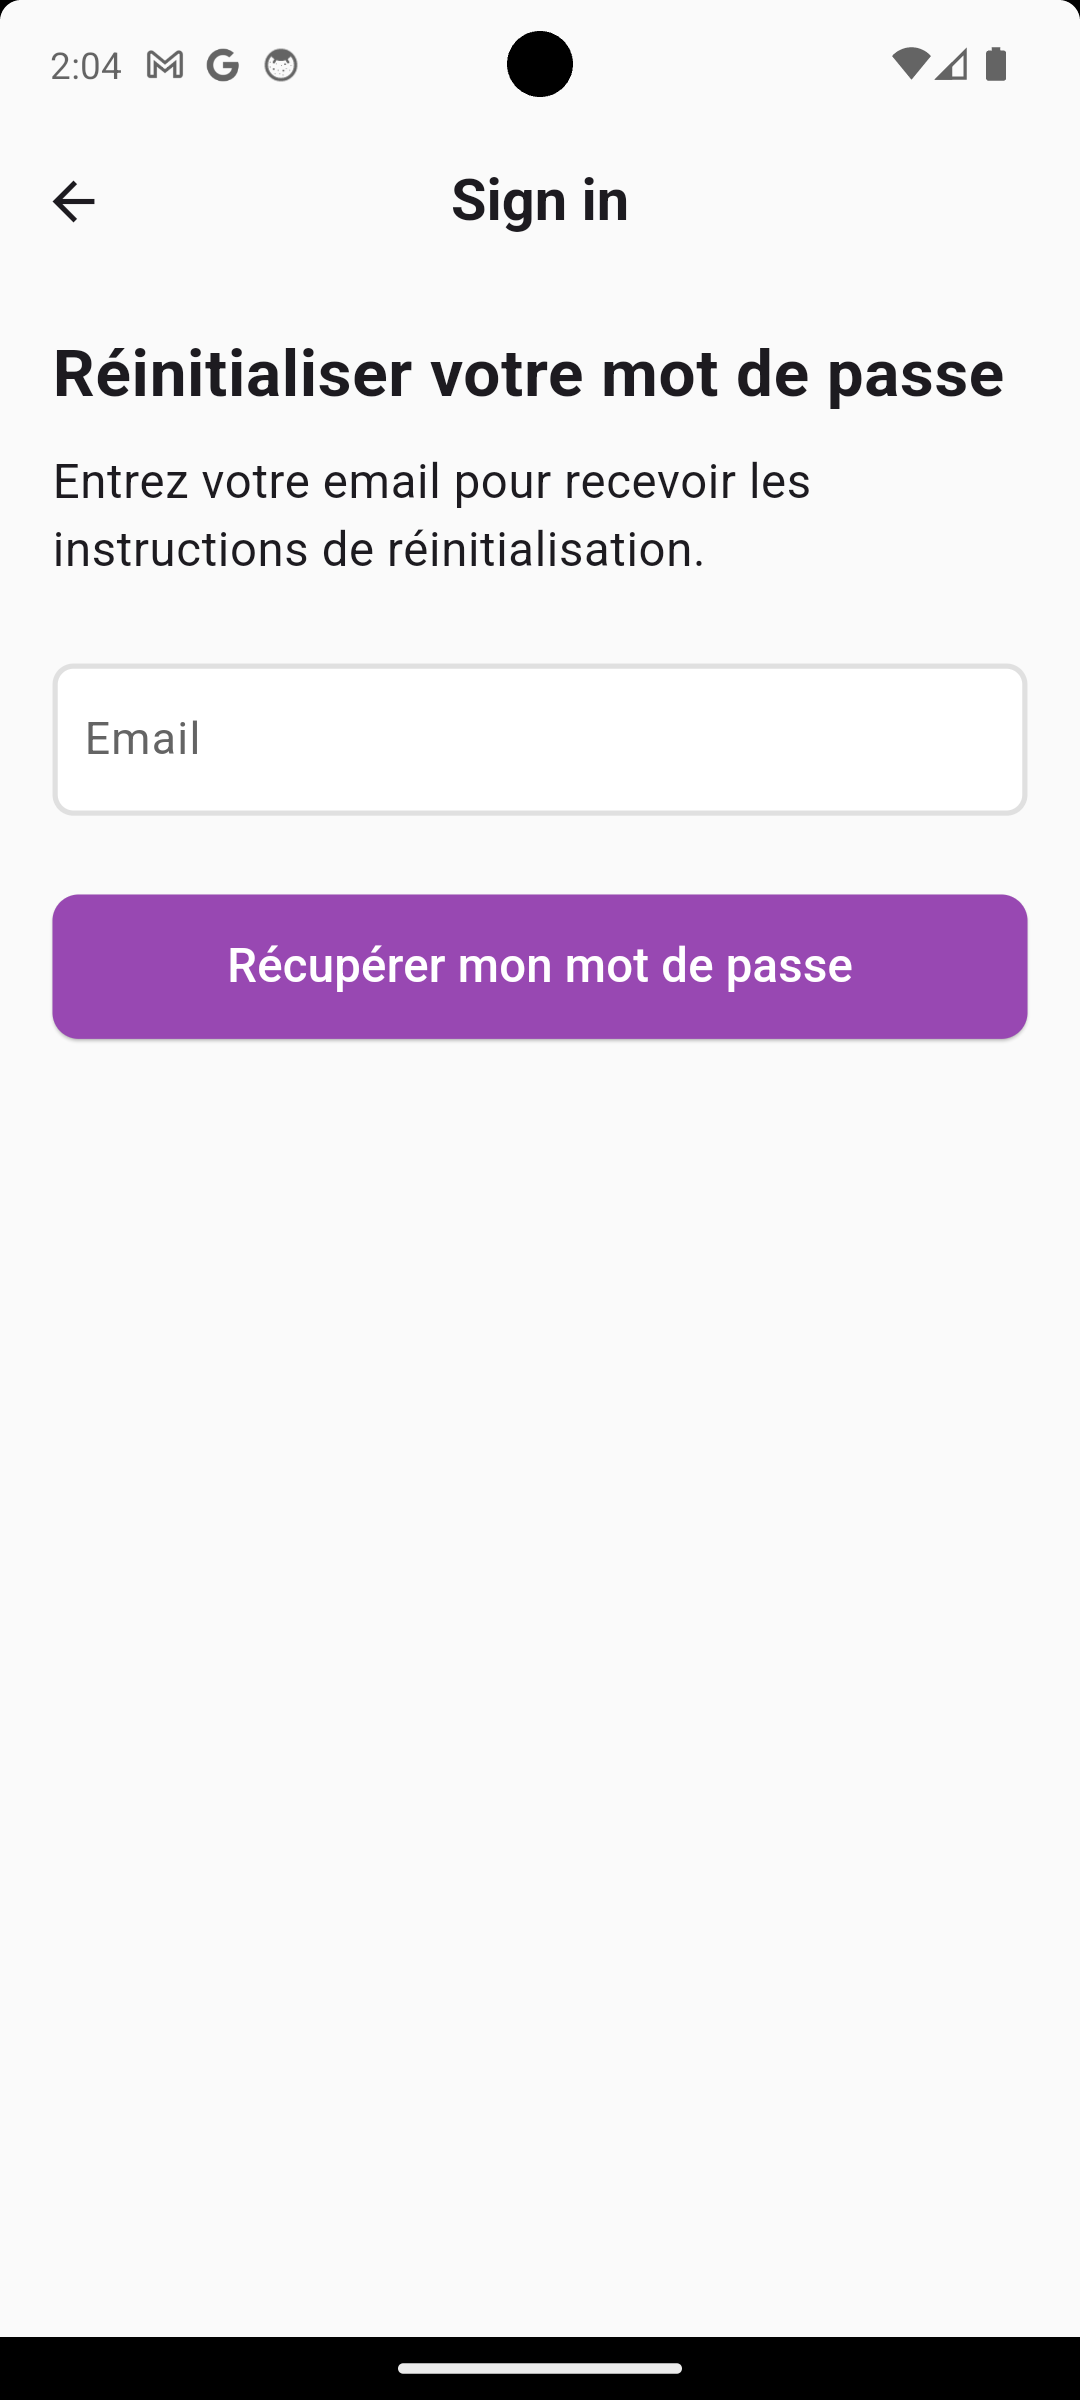 2:04
Sign in
Réinitialiser votre mot de passe
Entrez votre email pour recevoir les
instructions de réinitialisation.
Email
Récupérer mon mot de passe